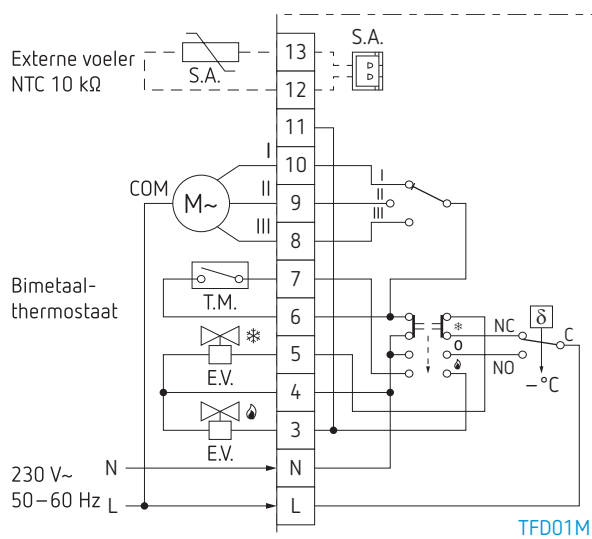 S.A.
Externe voeler
NTC 10 kΩ
S.A.
13
12
11
I
10
I
COM
M~
II
9
II
III
8
III
7
T.M.
Bimetaal-
thermostaat
6
δ
NC
C
E.V.
5
O
NO
–°C
4
E.V.
3
230 V~
50–60 Hz
N
N
L
L
TFD01M